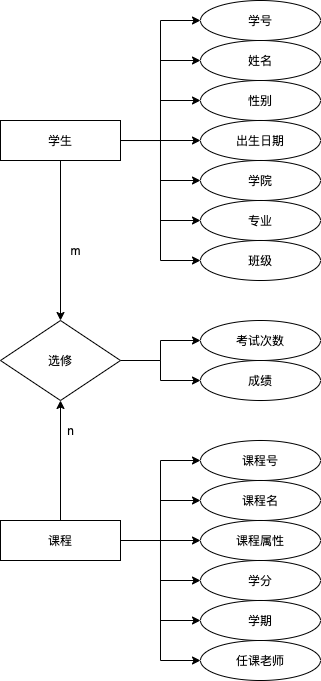 学号
姓名
性别
学生
出生日期
学院
专业
班级
m
考试次数
选修
成绩
n
课程号
课程名
课程
课程属性
学分
学期
任课老师